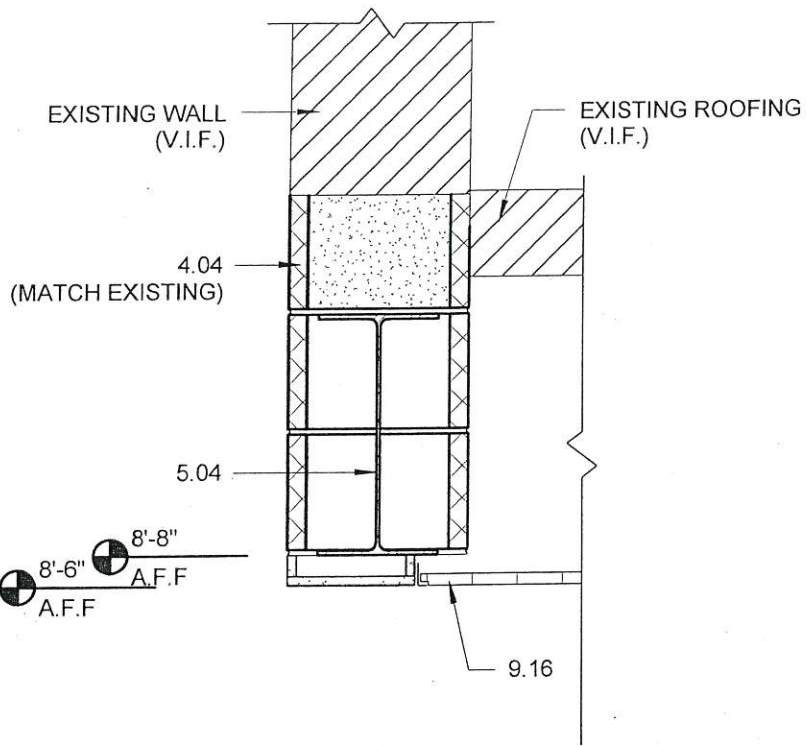 EXISTING WALL
(V.I.F.)
EXISTING ROOFING
(V.I.F.)
4.04
(MATCH EXISTING)
5.04
8'-8"
A.F.F
8'-6"
A.F.F
9.16